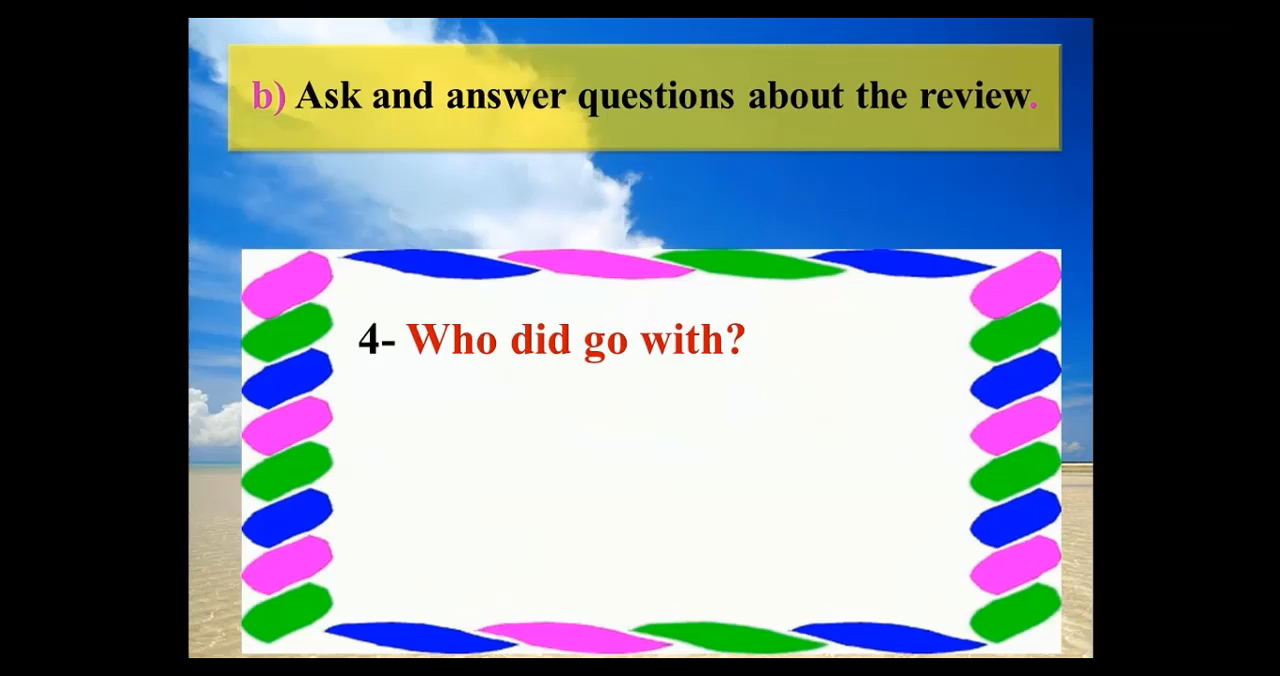 b) Ask and answer questions about the review.
4- Who did go with?